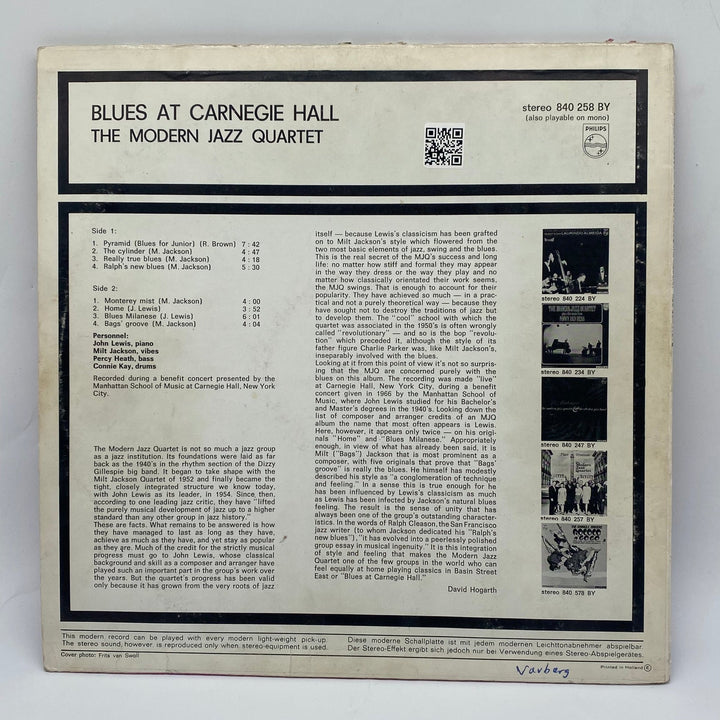 BLUES AT CARNEGIE HALL
THE MODERN JAZZ QUARTET
stereo 840 258 BY
(also playable on mono)
PHILIPS
Side 1:
1. Pyramid (Blues for Junior) (R. Brown) 7 : 42
2. The cylinder (M. Jackson) 4 : 47
3. Really true blues (M. Jackson) 4 : 18
4. Ralph's new blues (M. Jackson) 5 : 30
Side 2:
1. Monterey mist (M. Jackson) 4 : 00
2. Home (J. Lewis) 3 : 52
3. Blues Milanese (J. Lewis) 6 : 01
4. Bags' groove (M. Jackson) 4 : 04
Personnel:
John Lewis, piano
Milt Jackson, vibes
Percy Heath, bass
Connie Kay, drums
Recorded during a benefit concert presented by the
Manhattan School of Music at Carnegie Hall, New York
City.
The Modern Jazz Quartet is not so much a jazz group
as a jazz institution. Its foundations were laid as far
back as the 1940's in the rhythm section of the Dizzy
Gillespie big band. It began to take shape with the
Milt Jackson Quartet of 1952 and finally became the
tight, closely integrated structure we know today,
with John Lewis as its leader, in 1954. Since then,
according to one leading jazz critic, they have "lifted
the purely musical development of jazz up to a higher
standard than any other group in jazz history."
These are facts. What remains to be answered is how
they have managed to last as long as they have,
achieve as much as they have, and yet stay as popular
as they are. Much of the credit for the strictly musical
progress must go to John Lewis, whose classical
background and skill as a composer and arranger have
played such an important part in the group's work over
the years. But the quartet's progress has been valid
only because it has grown from the very roots of jazz
itself — because Lewis's classicism has been grafted
on to Milt Jackson's style which flowered from the
two most basic elements of jazz, swing and the blues.
This is the real secret of the MJQ's success and long
life: no matter how stiff and formal they may appear
in the way they dress or the way they play and no
matter how classically orientated their work seems,
the MJQ swings. That is enough to account for their
popularity. They have achieved so much — in a prac-
tical and not a purely theoretical way — because they
have sought not to destroy the traditions of jazz but
to develop them. The "cool" school with which the
quartet was associated in the 1950's is often wrongly
called "revolutionary" — and so is the bop "revolu-
tion" which preceded it, although the style of its
father figure Charlie Parker was, like Milt Jackson's,
inseparably involved with the blues.
Looking at it from this point of view it's not so surpris-
ing that the MJQ are concerned purely with the
blues on this album. The recording was made "live"
at Carnegie Hall, New York City, during a benefit
concert given in 1966 by the Manhattan School of
Music, where John Lewis studied for his Bachelor's
and Master's degrees in the 1940's. Looking down the
list of composer and arranger credits of an MJQ
album the name that most often appears is Lewis.
Here, however, it appears only twice — on his origi-
nals "Home" and "Blues Milanese." Appropriately
enough, in view of what has already been said, it is
Milt ("Bags") Jackson that is most prominent as a
composer, with five originals that prove that "Bags'
groove" is really the blues. He himself has modestly
described his style as "a conglomeration of technique
and feeling." In a sense this is true enough for he
has been influenced by Lewis's classicism as much
as Lewis has been infected by Jackson's natural blues
feeling. The result is the sense of unity that has
always been one of the group's outstanding character-
istics. In the words of Ralph Gleason, the San Francisco
jazz writer (to whom Jackson dedicated his "Ralph's
new blues"), "it has evolved into a peerlessly polished
group essay in musical ingenuity." It is this integration
of style and feeling that makes the Modern Jazz
Quartet one of the few groups in the world who can
feel equally at home playing classics in Basin Street
East or "Blues at Carnegie Hall."
David Hogarth
stereo 840 224 BY
stereo 840 234 BY
stereo 840 247 BY
stereo 840 257 BY
stereo 840 578 BY
This modern record can be played with every modern light-weight pick-up.
The stereo sound, however, is reproduced only when stereo-equipment is used.
Diese moderne Schallplatte ist mit jedem modernen Leichttonabnehmer abspielbar.
Der Stereo-Effekt ergibt sich jedoch nur bei Verwendung eines Stereo-Abspielgerätes.
Cover photo: Frits van Swoll
Varberg
Printed in Holland